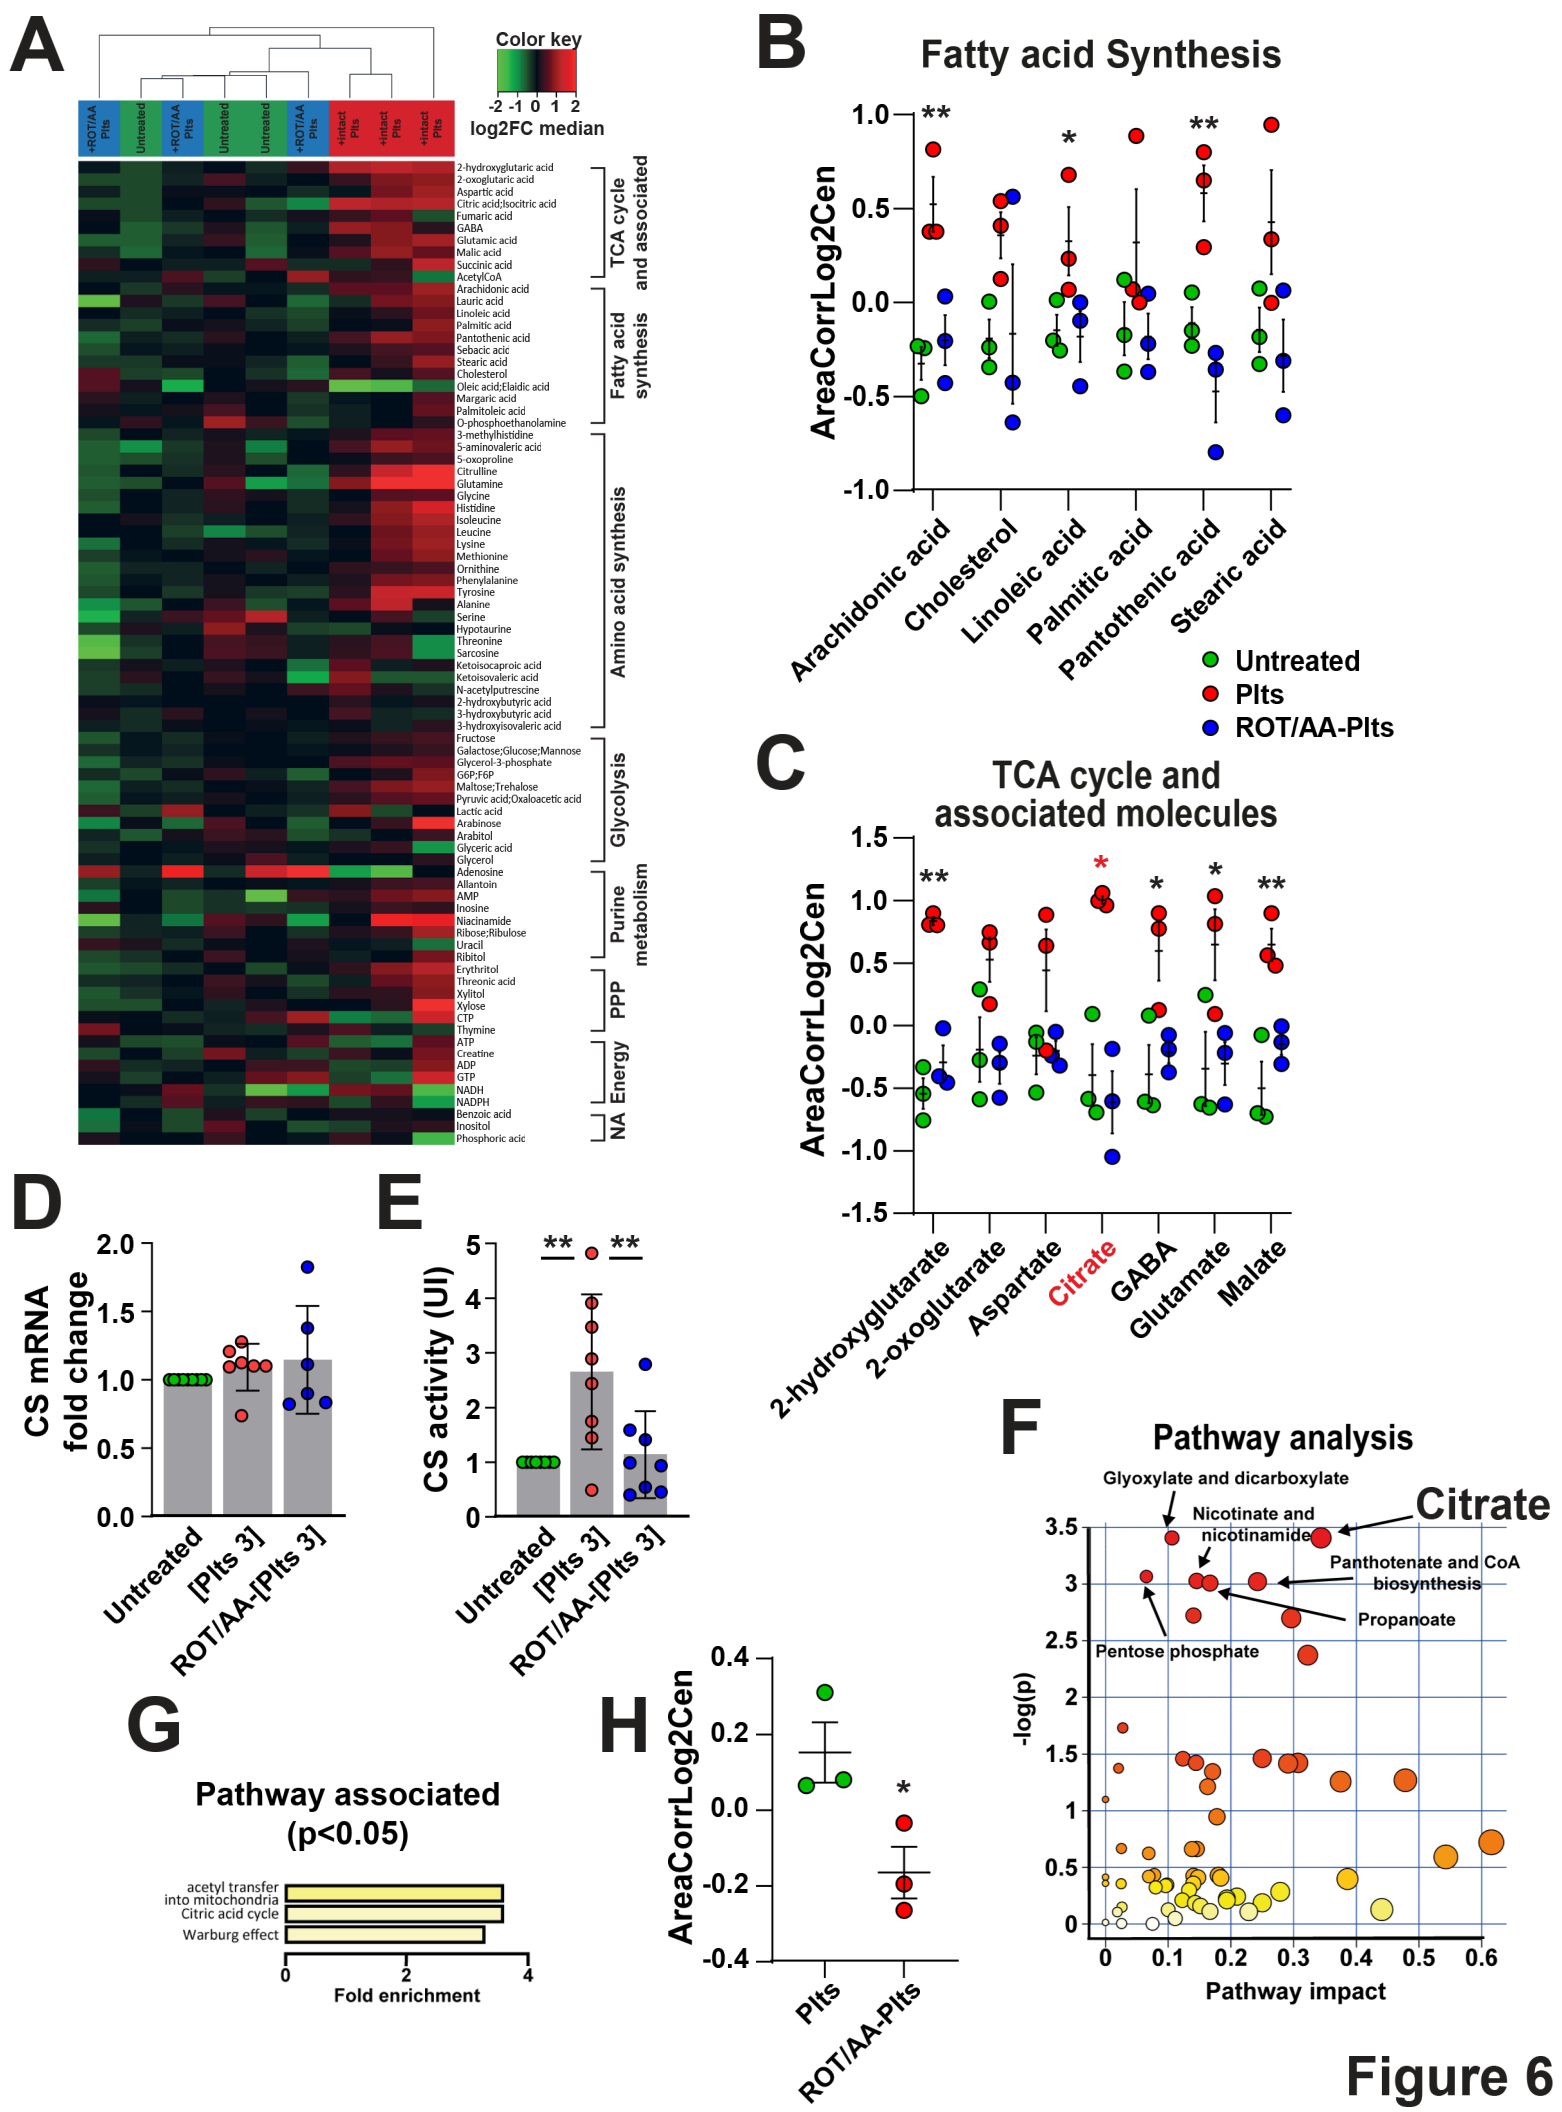 A
Color key
-2 -1 0 1 2
log2FC median
+ROT/AA Plts
Untreated
+ROT/AA Plts
Untreated
Untreated
+ROT/AA Plts
+intact Plts
+intact Plts
+intact Plts
2-hydroxyglutaric acid
2-oxoglutaric acid
Aspartic acid
Citric acid;Isocitric acid
Fumaric acid
GABA
Glutamic acid
Malic acid
Succinic acid
AcetylCoA
Arachidonic acid
Lauric acid
Linoleic acid
Palmitic acid
Pantothenic acid
Sebacic acid
Stearic acid
Cholesterol
Oleic acid;Elaidic acid
Margaric acid
Palmitoleic acid
O-phosphoethanolamine
3-methylhistidine
5-aminovaleric acid
5-oxoproline
Citrulline
Glutamine
Glycine
Histidine
Isoleucine
Leucine
Lysine
Methionine
Ornithine
Phenylalanine
Tyrosine
Alanine
Serine
Hypotaurine
Threonine
Sarcosine
Ketoisocaproic acid
Ketoisovaleric acid
N-acetylputrescine
2-hydroxybutyric acid
3-hydroxybutyric acid
3-hydroxyisovaleric acid
Fructose
Galactose;Glucose;Mannose
Glycerol-3-phosphate
G6P;F6P
Maltose;Trehalose
Pyruvic acid;Oxaloacetic acid
Lactic acid
Arabinose
Arabitol
Glyceric acid
Glycerol
Adenosine
Allantoin
AMP
Inosine
Niacinamide
Ribose;Ribulose
Uracil
Ribitol
Erythritol
Threonic acid
Xylitol
Xylose
CTP
Thymine
ATP
Creatine
ADP
GTP
NADH
NADPH
Benzoic acid
Inositol
Phosphoric acid
TCA cycle
and associated
Fatty acid
synthesis
Amino acid synthesis
Glycolysis
Purine
metabolism
PPP
Energy
NA
B
Fatty acid Synthesis
AreaCorrLog2Cen
1.0
0.5
0.0
-0.5
-1.0
** * **
Arachidonic acid
Cholesterol
Linoleic acid
Palmitic acid
Pantothenic acid
Stearic acid
Untreated
Plts
ROT/AA-Plts
C
TCA cycle and
associated molecules
AreaCorrLog2Cen
1.5
1.0
0.5
0.0
-0.5
-1.0
-1.5
** * * * **
2-hydroxyglutarate
2-oxoglutarate
Aspartate
Citrate
GABA
Glutamate
Malate
D
CS mRNA
fold change
2.0
1.5
1.0
0.5
0.0
Untreated
[Plts 3]
ROT/AA-[Plts 3]
E
CS activity (UI)
5
4
3
2
1
0
** **
Untreated
[Plts 3]
ROT/AA-[Plts 3]
F
Pathway analysis
Glyoxylate and dicarboxylate
Citrate
Nicotinate and
nicotinamide
Panthotenate and CoA
biosynthesis
Propanoate
Pentose phosphate
-log(p)
3.5
3
2.5
2
1.5
1
0.5
0
0 0.1 0.2 0.3 0.4 0.5 0.6
Pathway impact
G
Pathway associated
(p<0.05)
acetyl transfer
into mitochondria
Citric acid cycle
Warburg effect
0 2 4
Fold enrichment
H
AreaCorrLog2Cen
0.4
0.2
0.0
-0.2
-0.4
*
Plts
ROT/AA-Plts
Figure 6